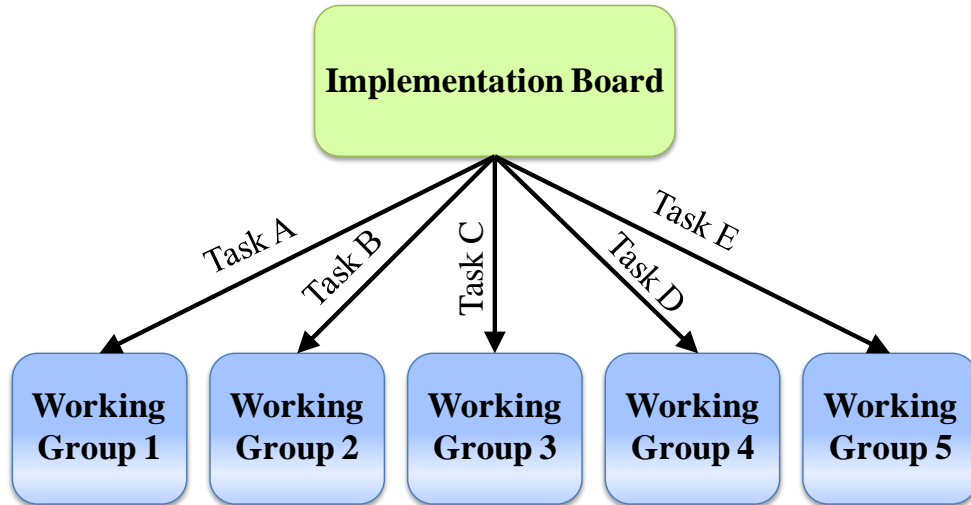 Implementation Board
Task A
Task B
Task C
Task D
Task E
Working
Group 1
Working
Group 2
Working
Group 3
Working
Group 4
Working
Group 5